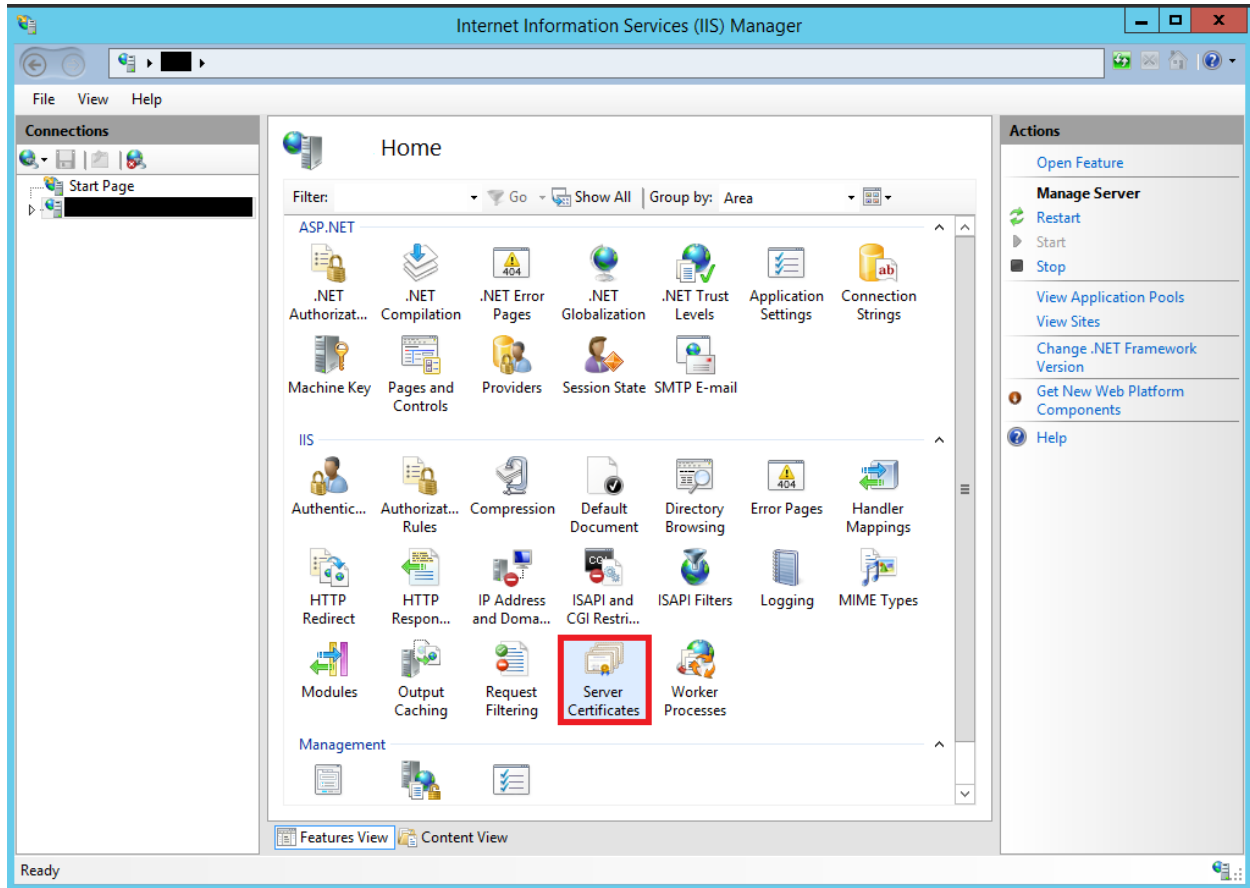 Internet Information Services (IIS) Manager
File View Help
Connections
Start Page
Home
Filter: Go Show All Group by: Area
ASP.NET
.NET Authorizat...
.NET Compilation
.NET Error Pages
.NET Globalization
.NET Trust Levels
Application Settings
Connection Strings
Machine Key
Pages and Controls
Providers
Session State
SMTP E-mail
IIS
Authentic...
Authorizat... Rules
Compression
Default Document
Directory Browsing
Error Pages
Handler Mappings
HTTP Redirect
HTTP Respon...
IP Address and Doma...
ISAPI and CGI Restri...
ISAPI Filters
Logging
MIME Types
Modules
Output Caching
Request Filtering
Server Certificates
Worker Processes
Management
Features View Content View
Actions
Open Feature
Manage Server
Restart
Start
Stop
View Application Pools
View Sites
Change .NET Framework
Version
Get New Web Platform
Components
Help
Ready